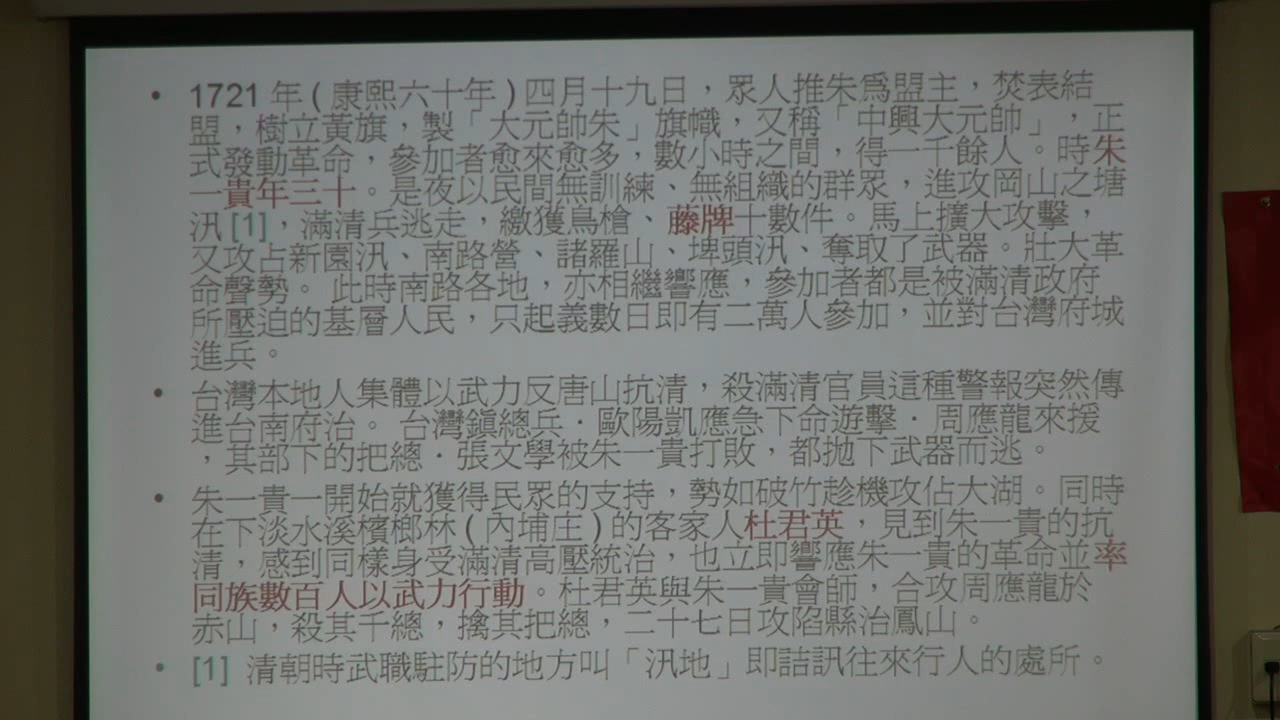 • 1721 年 ( 康熙六十年 ) 四月十九日，眾人推朱為盟主，焚表結
盟，樹立黃旗，製「大元帥朱」旗幟，又稱「中興大元帥」，正
式發動革命，參加者愈來愈多，數小時之間，得一千餘人。時朱
一貴年三十。是夜以民間無訓練、無組織的群眾，進攻岡山之塘
汛 [1]，滿清兵逃走，繳獲鳥槍、藤牌十數件。馬上擴大攻擊，
又攻占新園汛、南路營、諸羅山、埤頭汛、奪取了武器。壯大革
命聲勢。 此時南路各地，亦相繼響應，參加者都是被滿清政府
所壓迫的基層人民，只起義數日即有二萬人參加，並對台灣府城
進兵。
• 台灣本地人集體以武力反唐山抗清，殺滿清官員這種警報突然傳
進台南府治。 台灣鎮總兵．歐陽凱應急下命遊擊．周應龍來援
，其部下的把總．張文學被朱一貴打敗，都拋下武器而逃。
• 朱一貴一開始就獲得民眾的支持，勢如破竹趁機攻佔大湖。同時
在下淡水溪檳榔林 ( 內埔庄 ) 的客家人杜君英，見到朱一貴的抗
清，感到同樣身受滿清高壓統治，也立即響應朱一貴的革命並率
同族數百人以武力行動。杜君英與朱一貴會師，合攻周應龍於
赤山，殺其千總，擒其把總，二十七日攻陷縣治鳳山。
• [1] 清朝時武職駐防的地方叫「汛地」即詰訊往來行人的處所。